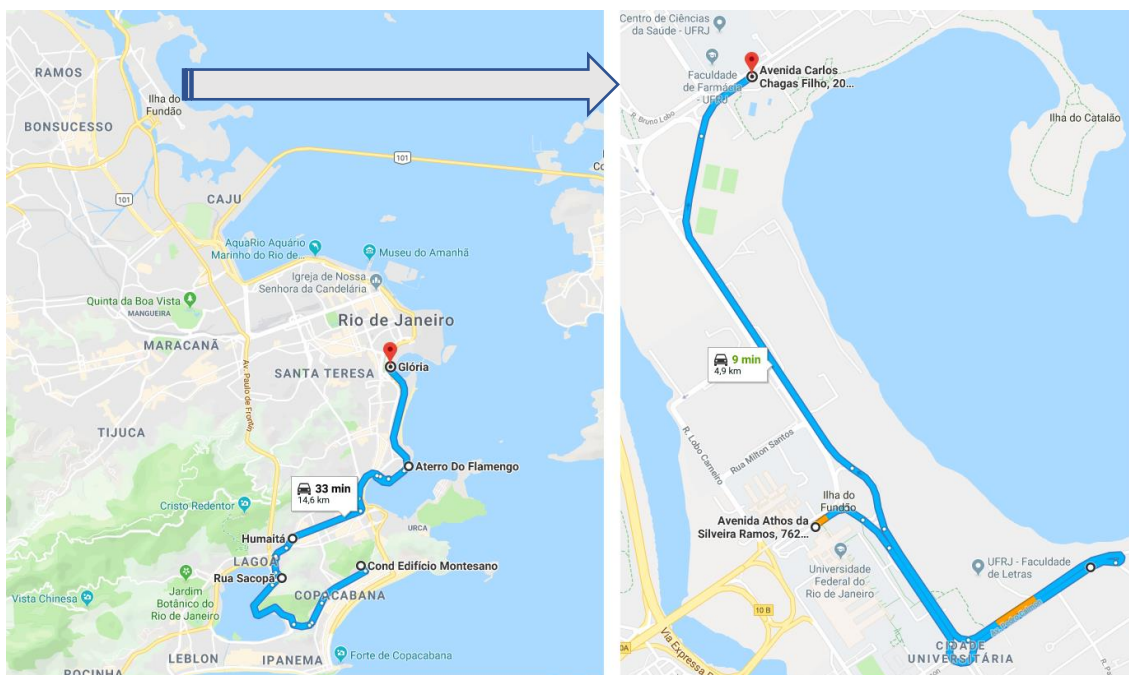 RAMOS
BONSUCESSO
Ilha do
Fundão
101
101
CAJU
AquaRio Aquário
Marinho do Rio de...
Museu do Amanhã
Igreja de Nossa
Senhora da Candelária
Quinta da Boa Vista
MANGUEIRA
Rio de Janeiro
MARACANÃ
SANTA TERESA
Glória
Av. Paulo de Frontin
TIJUCA
Aterro Do Flamengo
33 min
14,6 km
Cristo Redentor
URCA
Humaitá
LAGOA
Cond Edifício Montesano
Rua Sacopã
COPACABANA
Vista Chinesa
Jardim
Botânico do
Rio de Janeiro
LEBLON
IPANEMA
Forte de Copacabana
ROCINHA
Centro de Ciências
da Saúde - UFRJ
Faculdade
de Farmácia
- UFRJ
Avenida Carlos
Chagas Filho, 20...
R. Bruno Lobo
Ilha do Catalão
9 min
4,9 km
R. Lobo Carneiro
Rua Milton Santos
Ilha do
Fundão
Avenida Athos da
Silveira Ramos, 762...
Universidade
Federal do
Rio de Janeiro
UFRJ - Faculdade
de Letras
10 B
Via Expressa
CIDADE
UNIVERSITÁRIA